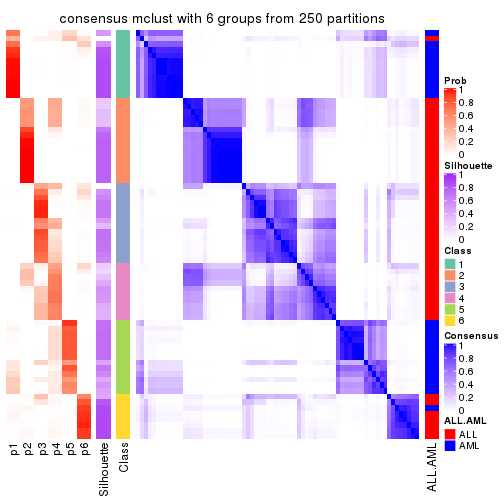 consensus mclust with 6 groups from 250 partitions
Prob
1
0.8
0.6
0.4
0.2
0
Silhouette
1
0.8
0.6
0.4
0.2
0
Class
1
2
3
4
5
6
Consensus
1
0.8
0.6
0.4
0.2
0
ALL.AML
ALL
AML
p1
p2
p3
p4
p5
p6
Silhouette
Class
ALL.AML